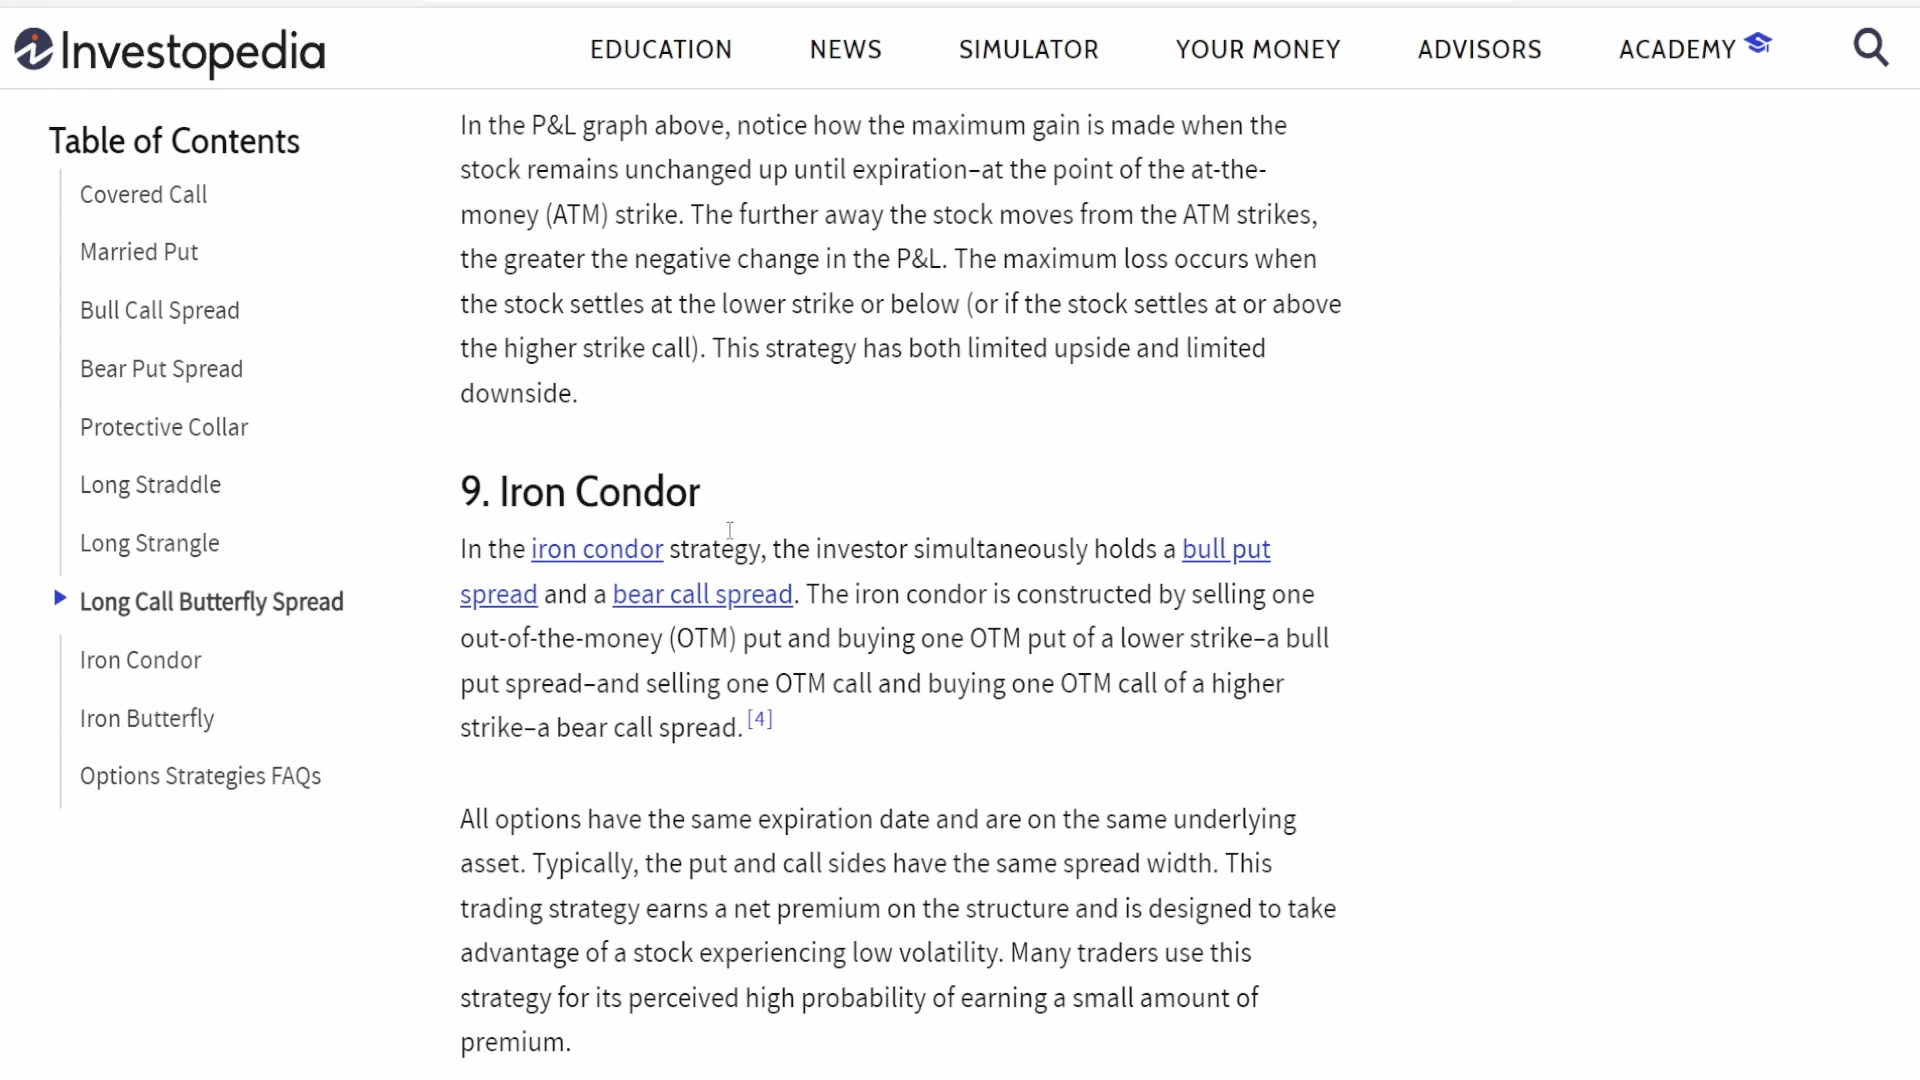 Investopedia
EDUCATION
NEWS
SIMULATOR
YOUR MONEY
ADVISORS
ACADEMY
Table of Contents
Covered Call
Married Put
Bull Call Spread
Bear Put Spread
Protective Collar
Long Straddle
Long Strangle
Long Call Butterfly Spread
Iron Condor
Iron Butterfly
Options Strategies FAQs
In the P&L graph above, notice how the maximum gain is made when the
stock remains unchanged up until expiration–at the point of the at-the-
money (ATM) strike. The further away the stock moves from the ATM strikes,
the greater the negative change in the P&L. The maximum loss occurs when
the stock settles at the lower strike or below (or if the stock settles at or above
the higher strike call). This strategy has both limited upside and limited
downside.
9. Iron Condor
In the iron condor strategy, the investor simultaneously holds a bull put
spread and a bear call spread. The iron condor is constructed by selling one
out-of-the-money (OTM) put and buying one OTM put of a lower strike–a bull
put spread–and selling one OTM call and buying one OTM call of a higher
strike–a bear call spread. [4]
All options have the same expiration date and are on the same underlying
asset. Typically, the put and call sides have the same spread width. This
trading strategy earns a net premium on the structure and is designed to take
advantage of a stock experiencing low volatility. Many traders use this
strategy for its perceived high probability of earning a small amount of
premium.